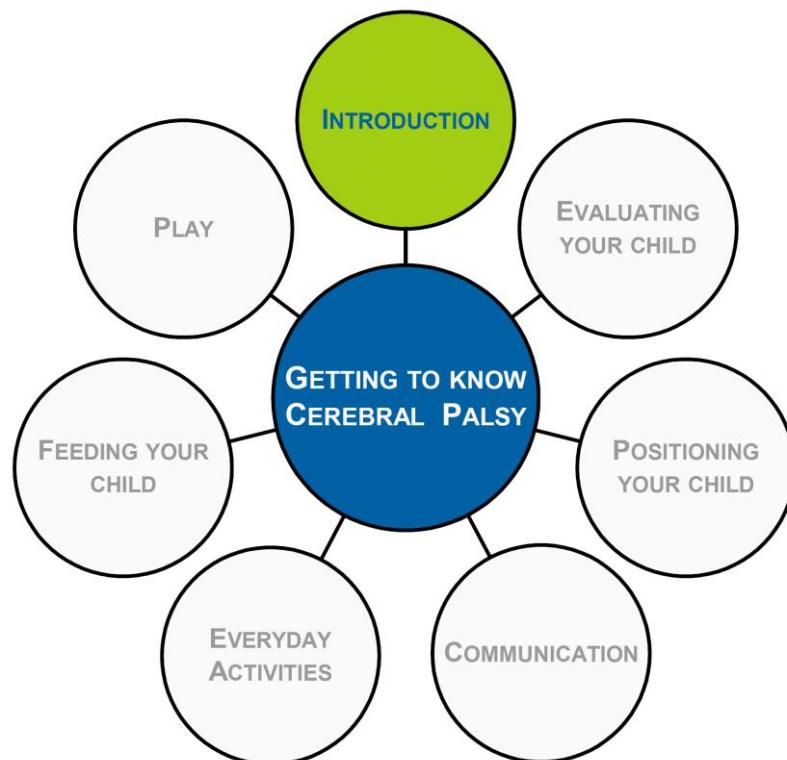 INTRODUCTION
EVALUATING
YOUR CHILD
POSITIONING
YOUR CHILD
COMMUNICATION
EVERYDAY
ACTIVITIES
FEEDING YOUR
CHILD
PLAY
GETTING TO KNOW
CEREBRAL PALSY